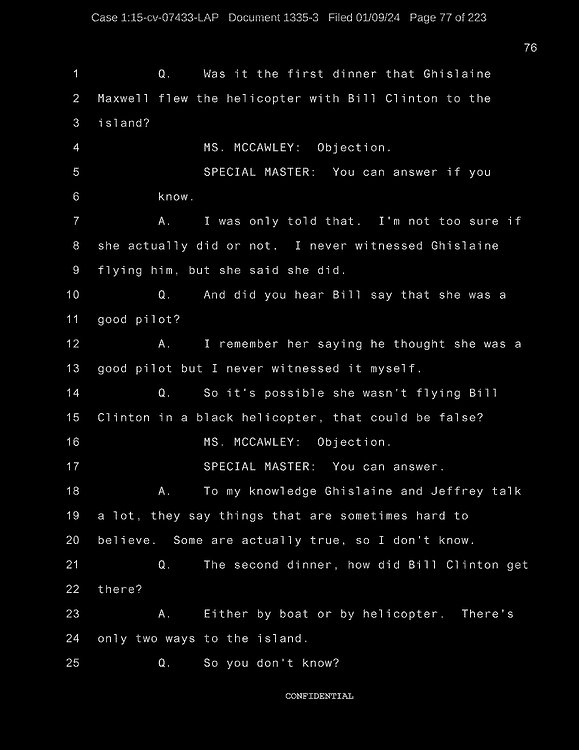 Case 1:15-cv-07433-LAP Document 1335-3 Filed 01/09/24 Page 77 of 223
76
1 Q. Was it the first dinner that Ghislaine
2 Maxwell flew the helicopter with Bill Clinton to the
3 island?
4 MS. MCCAWLEY: Objection.
5 SPECIAL MASTER: You can answer if you
6 know.
7 A. I was only told that. I'm not too sure if
8 she actually did or not. I never witnessed Ghislaine
9 flying him, but she said she did.
10 Q. And did you hear Bill say that she was a
11 good pilot?
12 A. I remember her saying he thought she was a
13 good pilot but I never witnessed it myself.
14 Q. So it's possible she wasn't flying Bill
15 Clinton in a black helicopter, that could be false?
16 MS. MCCAWLEY: Objection.
17 SPECIAL MASTER: You can answer.
18 A. To my knowledge Ghislaine and Jeffrey talk
19 a lot, they say things that are sometimes hard to
20 believe. Some are actually true, so I don't know.
21 Q. The second dinner, how did Bill Clinton get
22 there?
23 A. Either by boat or by helicopter. There's
24 only two ways to the island.
25 Q. So you don't know?
CONFIDENTIAL